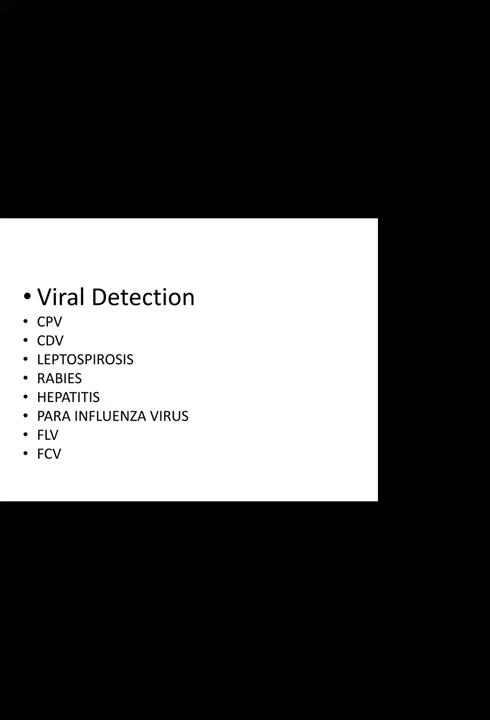 • Viral Detection
• CPV
• CDV
• LEPTOSPIROSIS
• RABIES
• HEPATITIS
• PARA INFLUENZA VIRUS
• FLV
• FCV